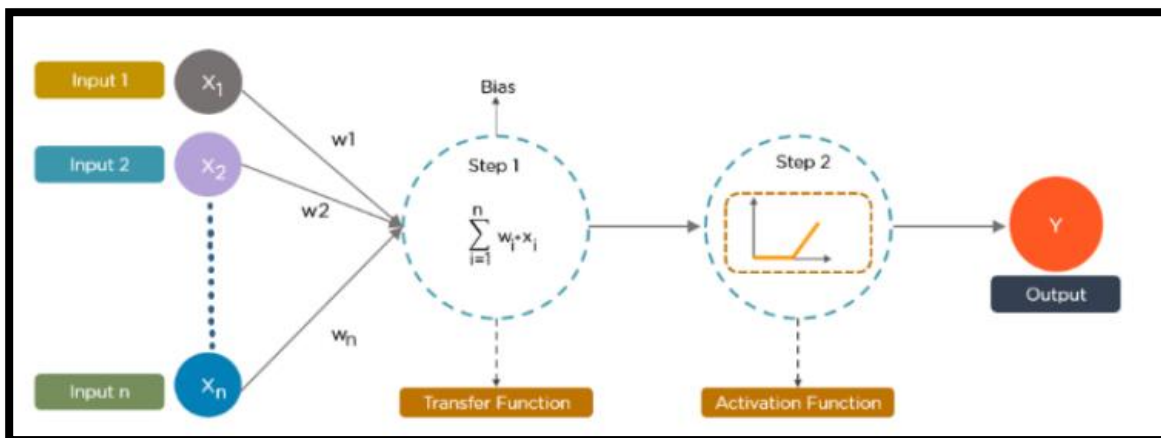 Input 1
X1
Bias
w1
Step 1
Step 2
Input 2
X2
w2
n
∑ wi*xi
i=1
Y
Output
wn
Input n
Xn
Transfer Function
Activation Function